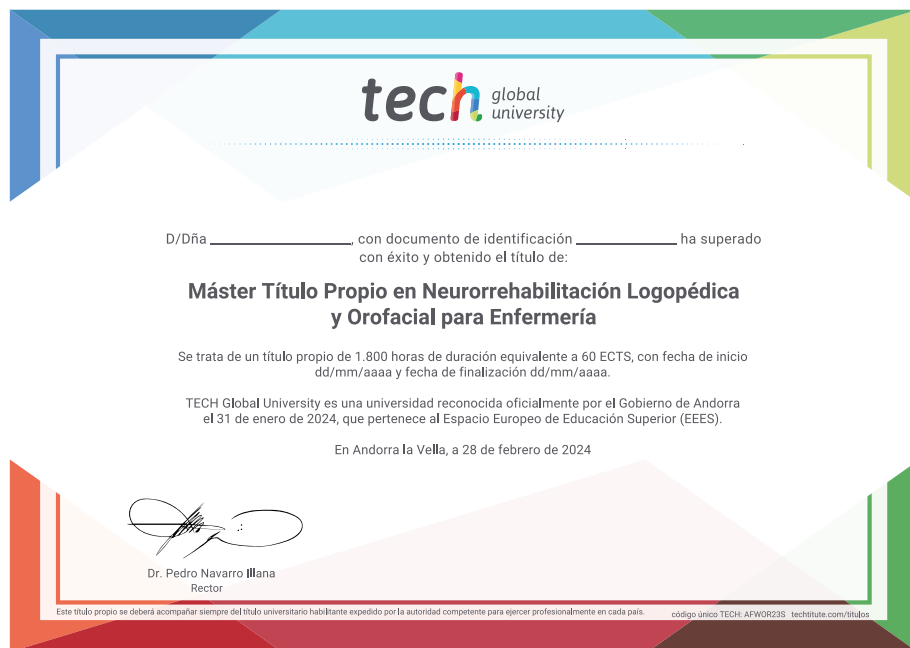 tech global
university
D/Dña ____________________, con documento de identificación ______________ ha superado
con éxito y obtenido el título de:
Máster Título Propio en Neurorrehabilitación Logopédica
y Orofacial para Enfermería
Se trata de un título propio de 1.800 horas de duración equivalente a 60 ECTS, con fecha de inicio
dd/mm/aaaa y fecha de finalización dd/mm/aaaa.
TECH Global University es una universidad reconocida oficialmente por el Gobierno de Andorra
el 31 de enero de 2024, que pertenece al Espacio Europeo de Educación Superior (EEES).
En Andorra la Vella, a 28 de febrero de 2024
Dr. Pedro Navarro Illana
Rector
Este título propio se deberá acompañar siempre del título universitario habilitante expedido por la autoridad competente para ejercer profesionalmente en cada país.
código único TECH: AFWOR23S techtitute.com/titulos